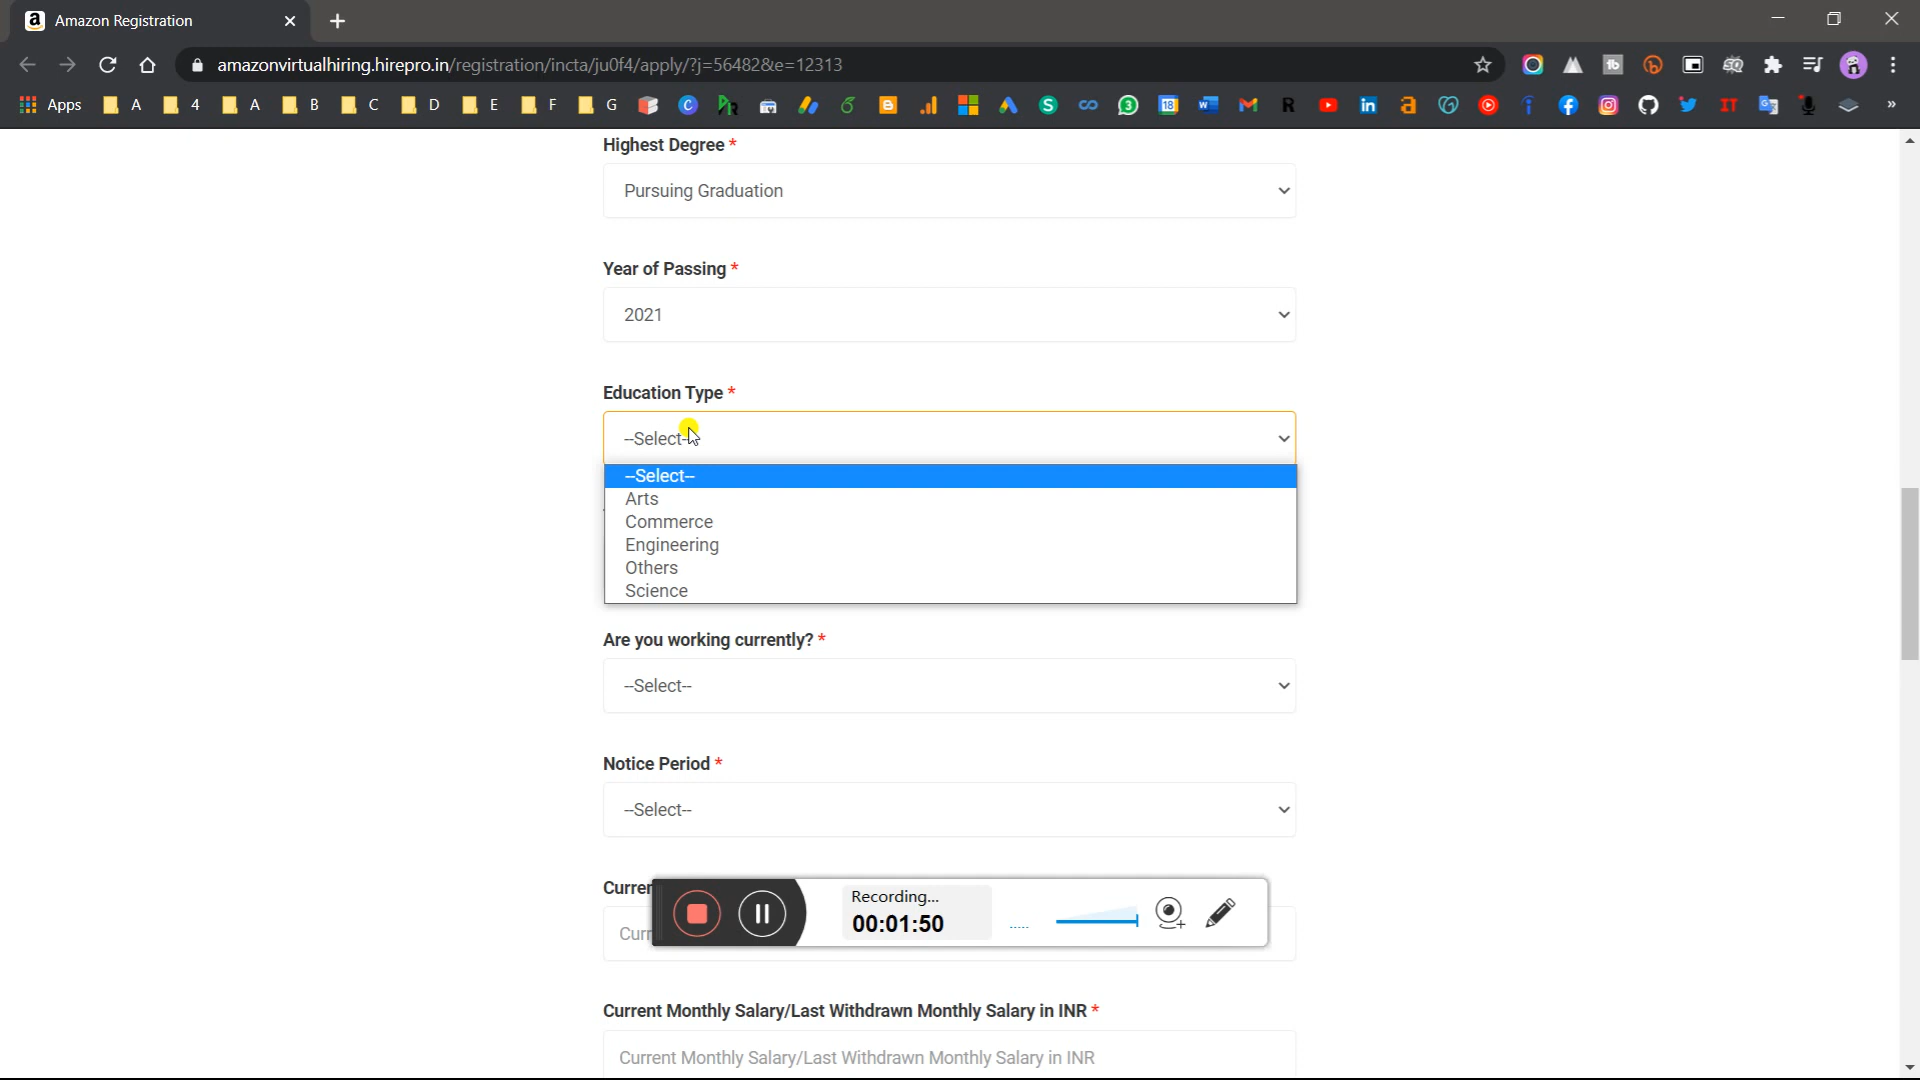 Amazon Registration
amazonvirtualhiring.hirepro.in/registration/incta/ju0f4/apply/?j=56482&e=12313
Apps A 4 A B C D E F G
Highest Degree *
Pursuing Graduation
Year of Passing *
2021
Education Type *
--Select--
--Select--
Arts
Commerce
Engineering
Others
Science
Are you working currently? *
--Select--
Notice Period *
--Select--
Curren
Curr
Recording...
00:01:50
Current Monthly Salary/Last Withdrawn Monthly Salary in INR *
Current Monthly Salary/Last Withdrawn Monthly Salary in INR